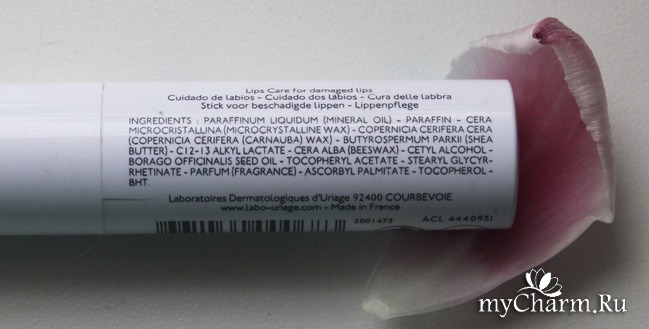 Lips Care for damaged lips
Cuidado de labios - Cuidado dos lábios - Cura delle labbra
Stick voor beschadigde lippen - Lippenpflege
INGREDIENTS : PARAFFINUM LIQUIDUM (MINERAL OIL) - PARAFFIN - CERA
MICROCRISTALLINA (MICROCRYSTALLINE WAX) - COPERNICIA CERIFERA CERA
(COPERNICIA CERIFERA (CARNAUBA) WAX) - BUTYROSPERMUM PARKII (SHEA
BUTTER) - C12-13 ALKYL LACTATE - CERA ALBA (BEESWAX) - CETYL ALCOHOL -
BORAGO OFFICINALIS SEED OIL - TOCOPHERYL ACETATE - STEARYL GLYCYR-
RHETINATE - PARFUM (FRAGRANCE) - ASCORBYL PALMITATE - TOCOPHEROL -
BHT.
Laboratoires Dermatologiques d'Uriage 92400 COURBEVOIE
www.labo-uriage.com - Made in France
2001473 ACL 4440931
myCharm.Ru